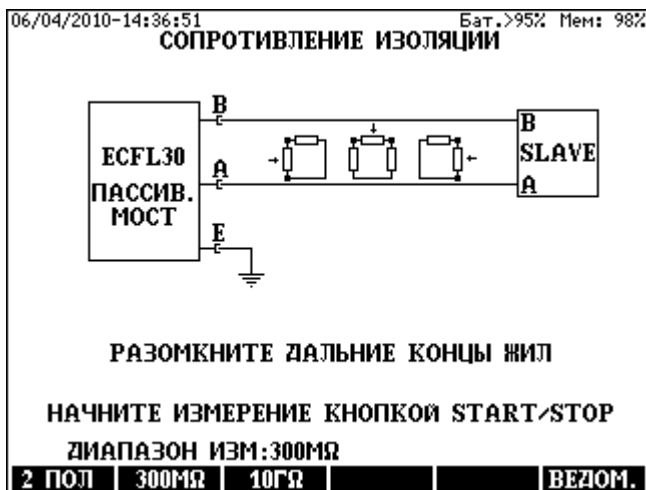 06/04/2010-14:36:51 Бат.>95% Мем: 98%
СОПРОТИВЛЕНИЕ ИЗОЛЯЦИИ
B
B
ECFL30
SLAVE
A
ПАССИВ.
A
МОСТ
E
РАЗОМКНИТЕ ДАЛЬНИЕ КОНЦЫ ЖИЛ
НАЧНИТЕ ИЗМЕРЕНИЕ КНОПКОЙ START/STOP
ДИАПАЗОН ИЗМ:300MΩ
2 ПОЛ 300MΩ 10ГΩ ВЕДОМ.